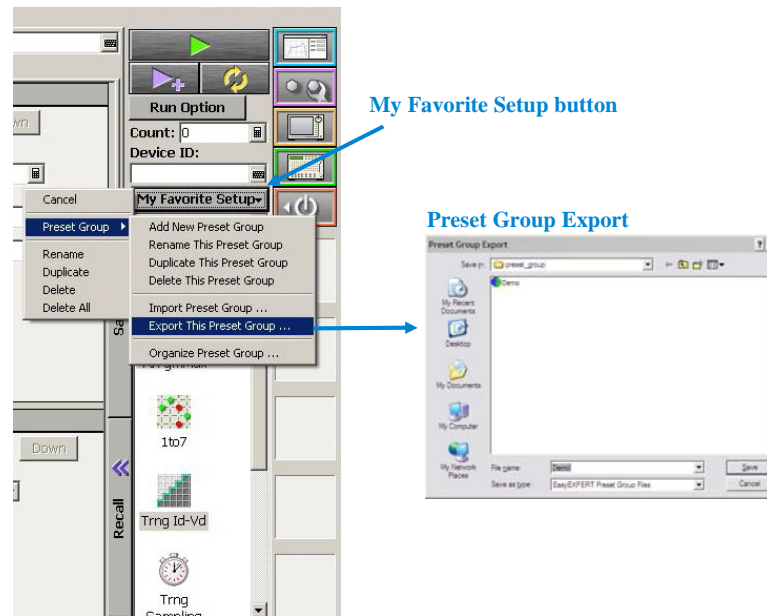 Run Option
My Favorite Setup button
Count: 0
Device ID:
My Favorite Setup
Cancel
Preset Group
Rename
Duplicate
Delete
Delete All
Add New Preset Group
Rename This Preset Group
Duplicate This Preset Group
Delete This Preset Group
Import Preset Group ...
Export This Preset Group ...
Organize Preset Group ...
Preset Group Export
Preset Group Export
Save in: preset_group
Demo
My Recent
Documents
Desktop
My Documents
My Computer
My Network
Places
File name: Demo
Save
Save as type: EasyEXPERT Preset Group Files
Cancel
1to7
Down
Recall
Trng Id-Vd
Trng